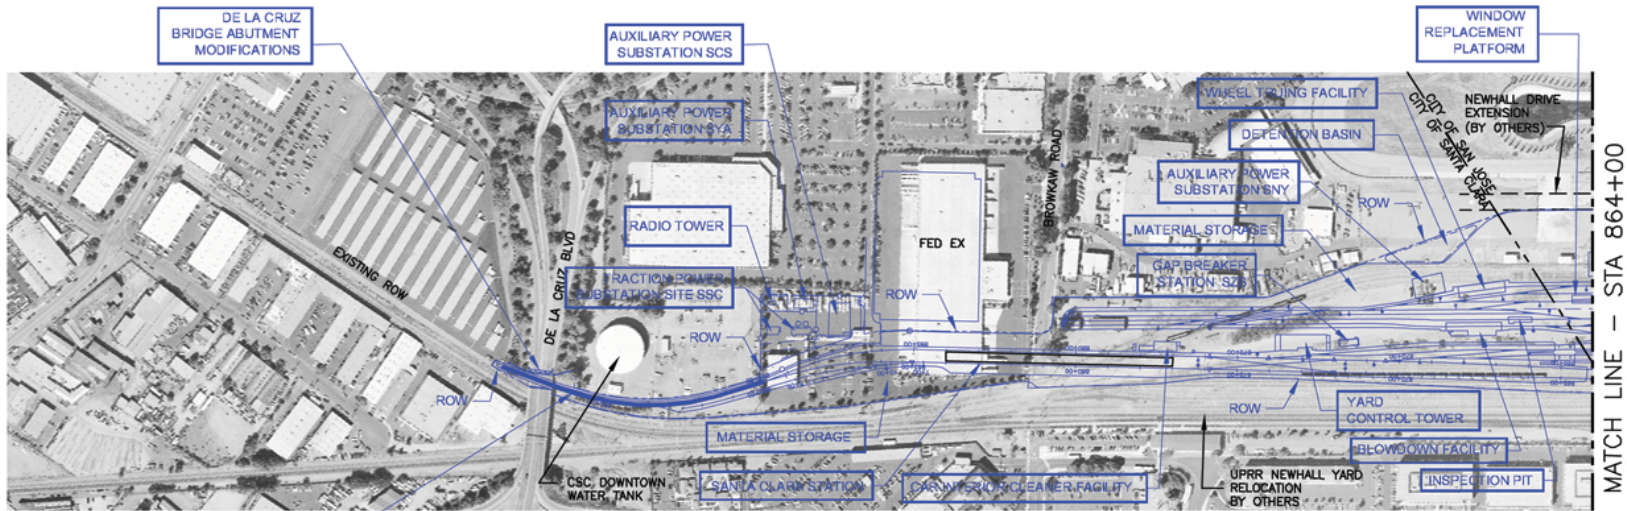 DE LA CRUZ
BRIDGE ABUTMENT
MODIFICATIONS
AUXILIARY POWER
SUBSTATION SCS
WINDOW
REPLACEMENT
PLATFORM
AUXILIARY POWER
SUBSTATION SYA
WHEEL TRUING FACILITY
CITY OF SAN JOSE
CITY OF SANTA CLARA
NEWHALL DRIVE
EXTENSION
(BY OTHERS)
DETENTION BASIN
AUXILIARY POWER
SUBSTATION SNY
ROW
BROWKAW ROAD
RADIO TOWER
FED EX
MATERIAL STORAGE
EXISTING ROW
DE LA CRUZ BLVD
TRACTION POWER
SUBSTATION SITE SSC
GAP BREAKER
ROW
ROW
ROW
ROW
YARD
CONTROL TOWER
MATERIAL STORAGE
BLOWDOWN FACILITY
CSC DOWNTOWN
WATER TANK
SANTA CLARA STATION
CAR INTERIOR CLEANER FACILITY
UPRR NEWHALL YARD
RELOCATION
BY OTHERS
INSPECTION PIT
MATCH LINE – STA 864+00